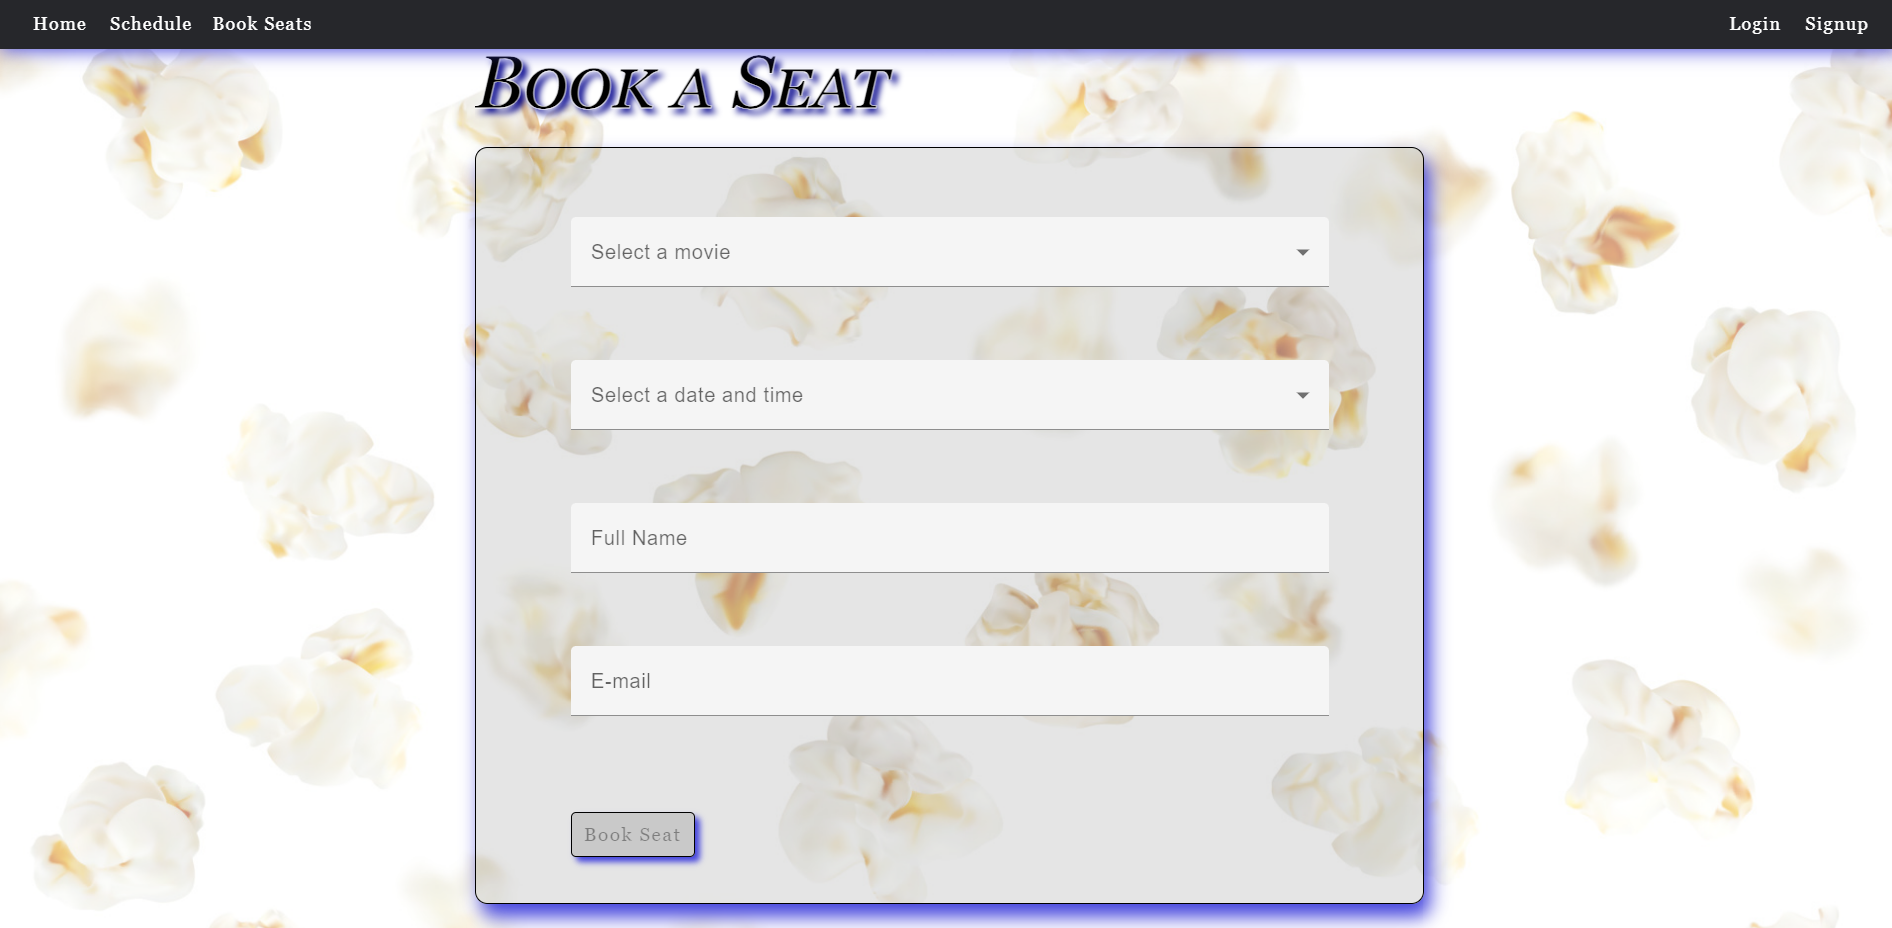 Home Schedule Book Seats Login Signup
Book a Seat
Select a movie
Select a date and time
Full Name
E-mail
Book Seat